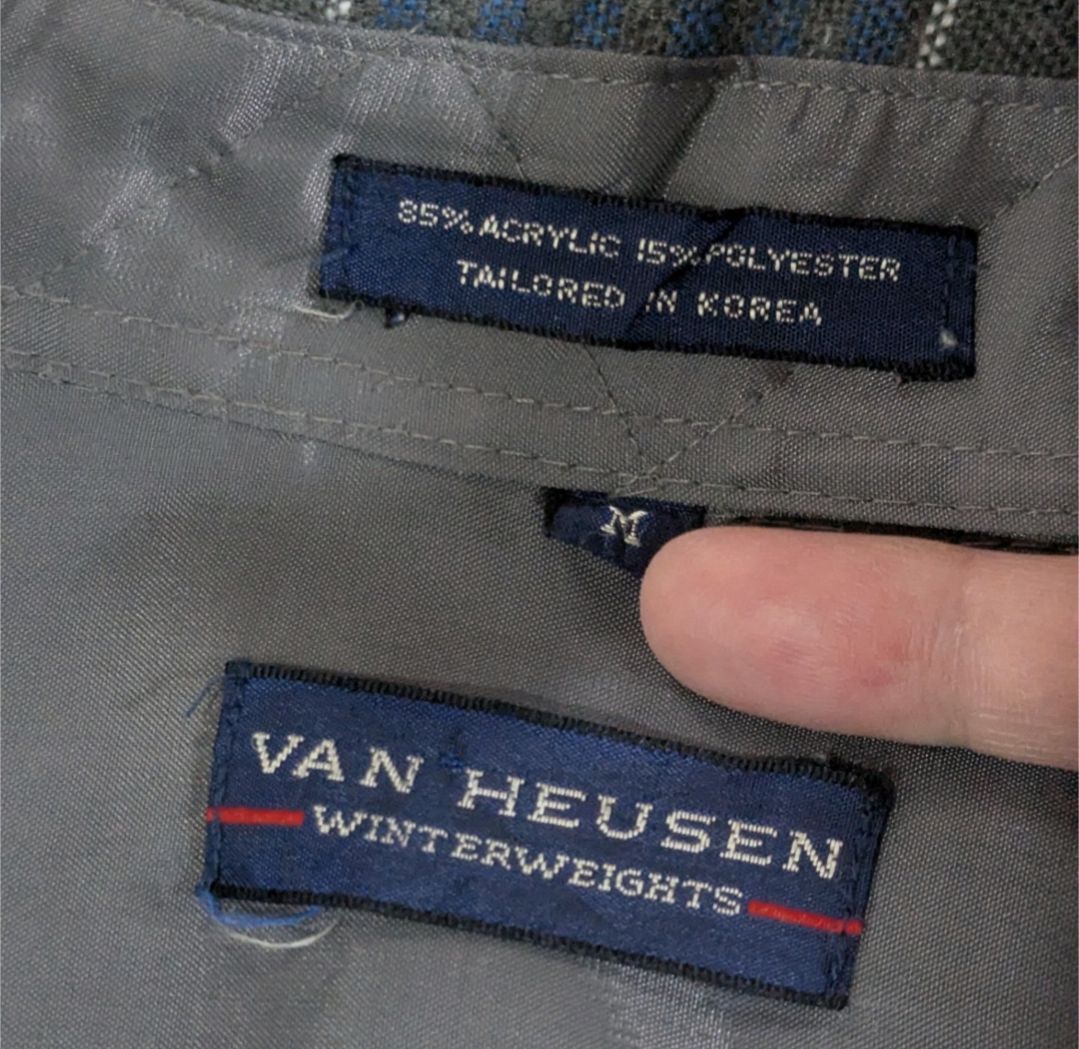 85% ACRYLIC 15% POLYESTER
TAILORED IN KOREA
M
VAN HEUSEN
WINTERWEIGHTS